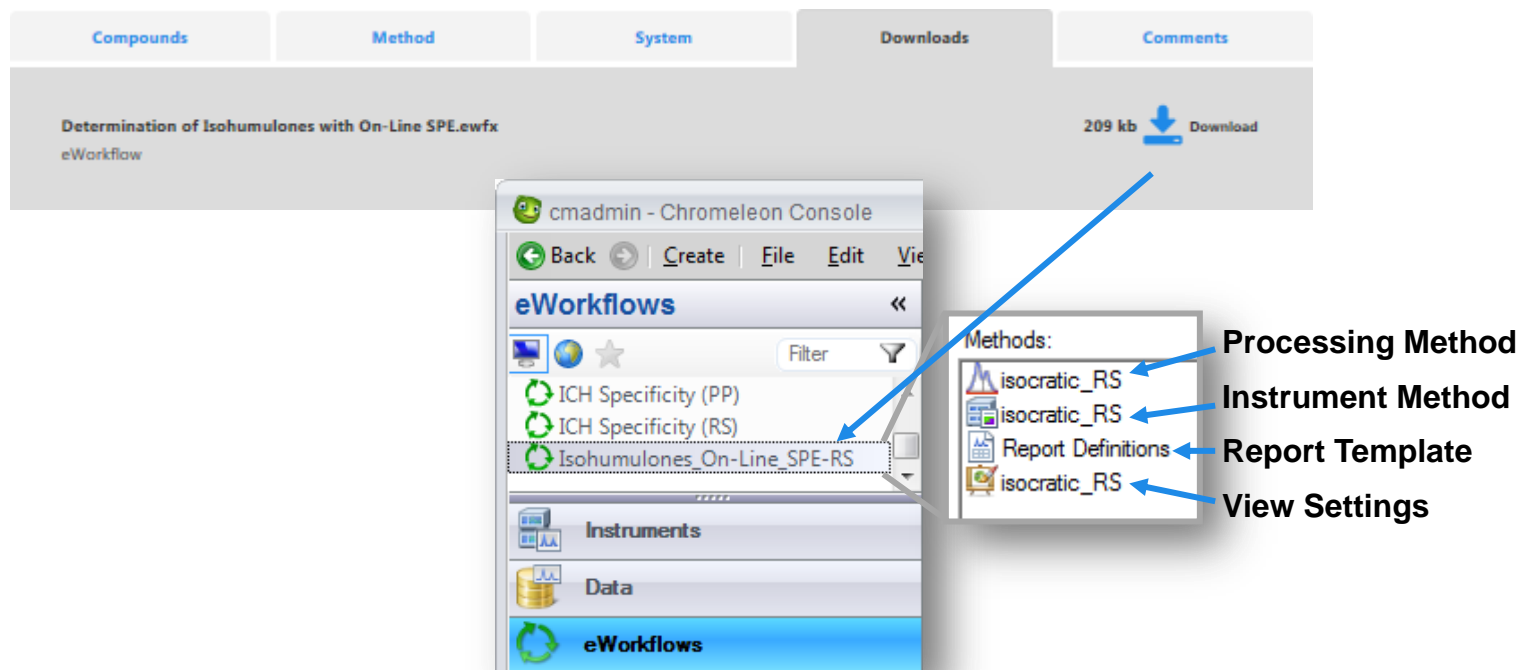 Compounds Method System Downloads Comments
Determination of Isohumulones with On-Line SPE.ewfx
209 kb Download
eWorkflow
cmadmin - Chromeleon Console
Back Create File Edit Vie
eWorkflows «
Filter
ICH Specificity (PP)
ICH Specificity (RS)
Isohumulones_On-Line_SPE-RS
Instruments
Data
eWorkflows
Methods:
isocratic_RS
isocratic_RS
Report Definitions
isocratic_RS
Processing Method
Instrument Method
Report Template
View Settings